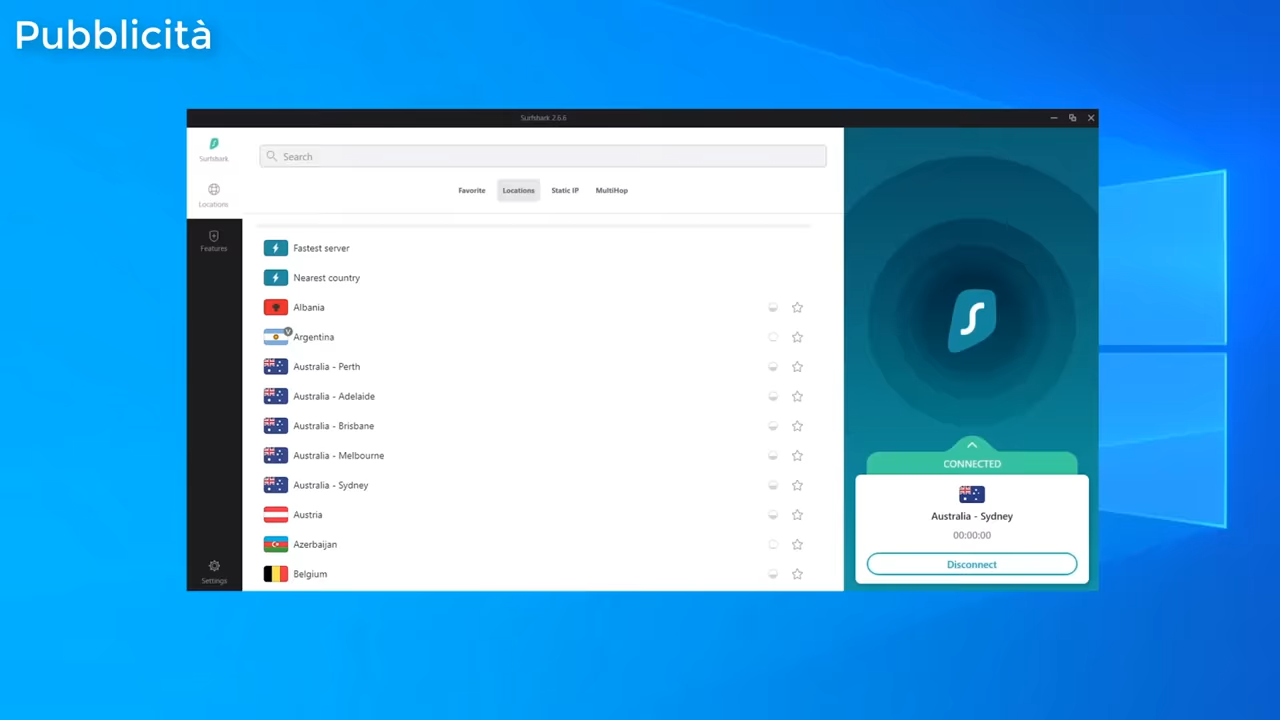 Pubblicità
Surfshark 2.6.6
Surfshark
Locations
Features
Settings
Search
Favorite Locations Static IP MultiHop
Fastest server
Nearest country
Albania
V
Argentina
Australia - Perth
Australia - Adelaide
Australia - Brisbane
Australia - Melbourne
Australia - Sydney
Austria
Azerbaijan
Belgium
CONNECTED
Australia - Sydney
00:00:00
Disconnect